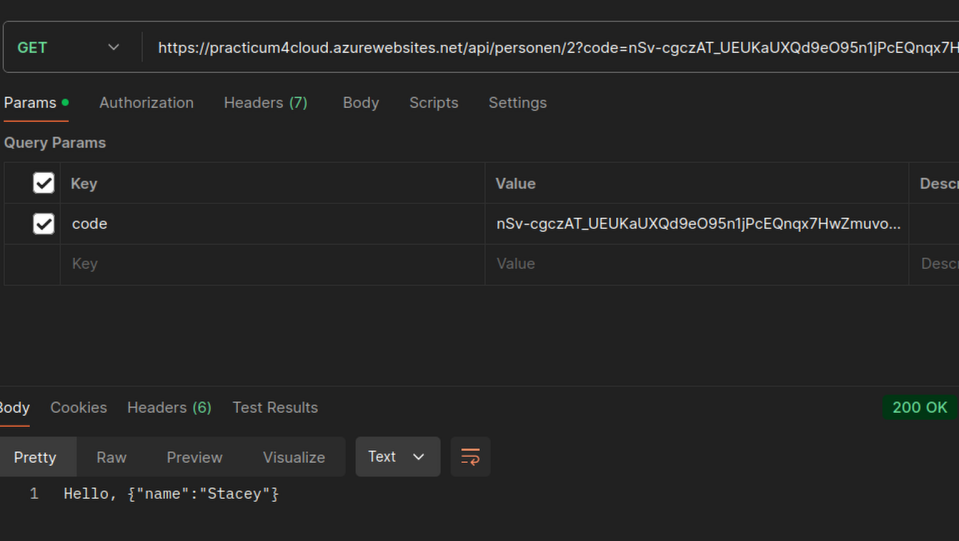 GET https://practicum4cloud.azurewebsites.net/api/personen/2?code=nSv-cgczAT_UEUKaUXQd9eO95n1jPcEQnqx7H
Params Authorization Headers (7) Body Scripts Settings
Query Params
Key Value Descr
code nSv-cgczAT_UEUKaUXQd9eO95n1jPcEQnqx7HwZmuvo...
Key Value Descr
Body Cookies Headers (6) Test Results 200 OK
Pretty Raw Preview Visualize Text
1 Hello, {"name":"Stacey"}